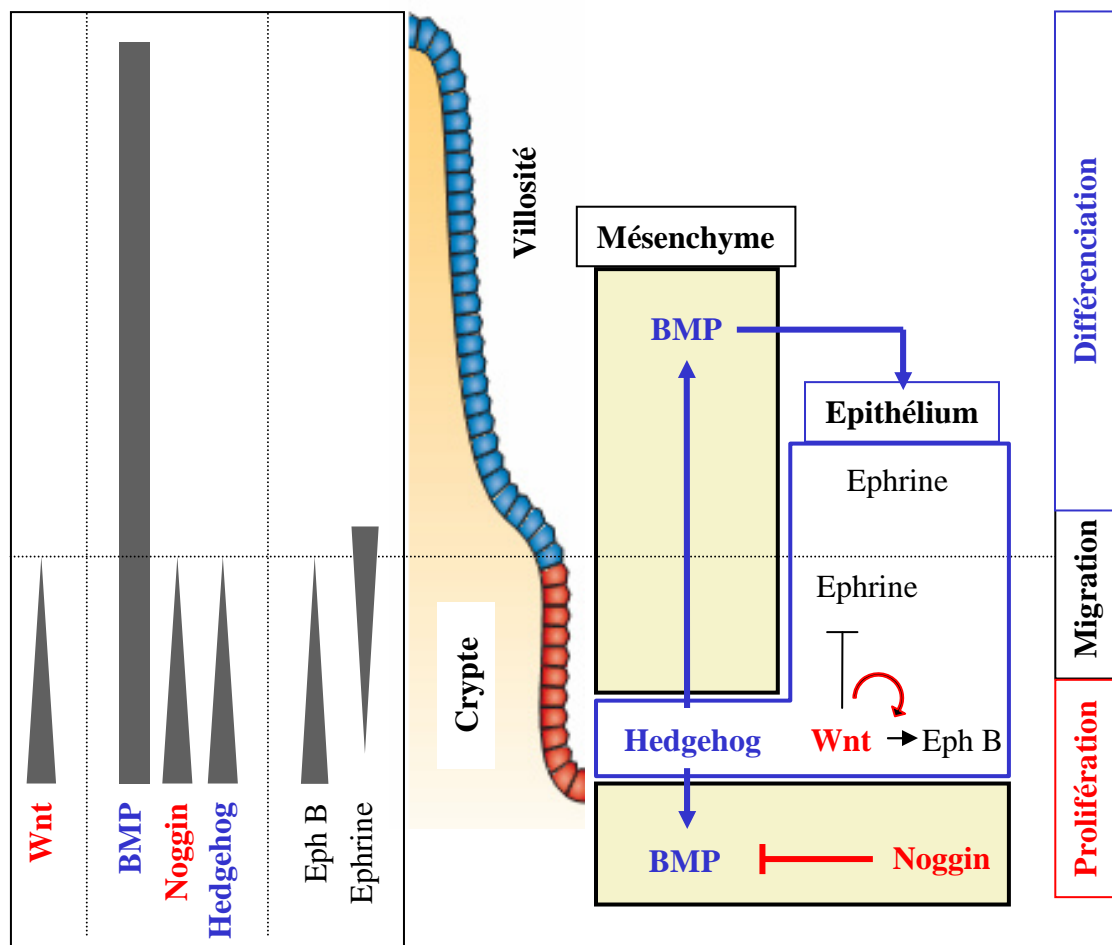 Wnt
BMP
Noggin
Hedgehog
Eph B
Ephrine
Villosité
Crypte
Mésenchyme
BMP
Epithélium
Ephrine
Ephrine
Hedgehog
Wnt
Eph B
BMP
Noggin
Différenciation
Migration
Prolifération